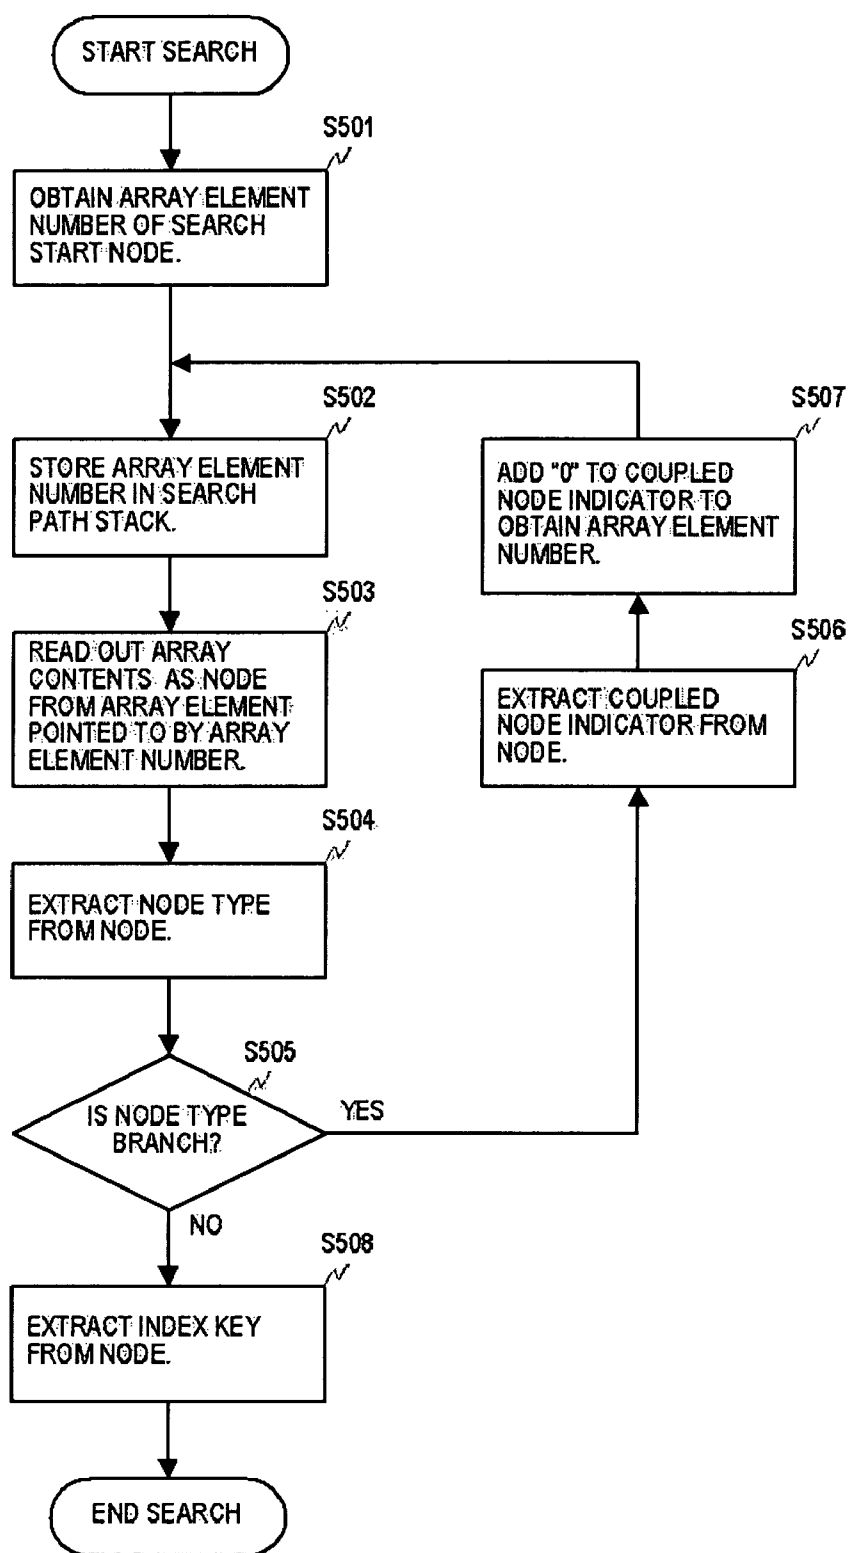 START SEARCH
S501
OBTAIN ARRAY ELEMENT
NUMBER OF SEARCH
START NODE.
S502
STORE ARRAY ELEMENT
NUMBER IN SEARCH
PATH STACK.
S503
READ OUT ARRAY
CONTENTS AS NODE
FROM ARRAY ELEMENT
POINTED TO BY ARRAY
ELEMENT NUMBER.
S504
EXTRACT NODE TYPE
FROM NODE.
S505
IS NODE TYPE
BRANCH?
YES
NO
S506
EXTRACT COUPLED
NODE INDICATOR FROM
NODE.
S507
ADD "0" TO COUPLED
NODE INDICATOR TO
OBTAIN ARRAY ELEMENT
NUMBER.
S508
EXTRACT INDEX KEY
FROM NODE.
END SEARCH